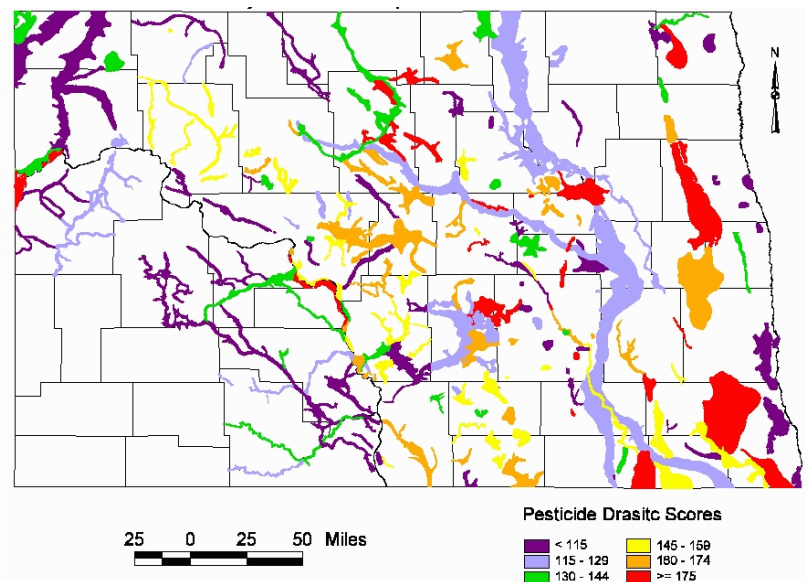 N
25 0 25 50 Miles
Pesticide Drasitc Scores
< 115
145 - 159
115 - 129
160 - 174
130 - 144
>= 175